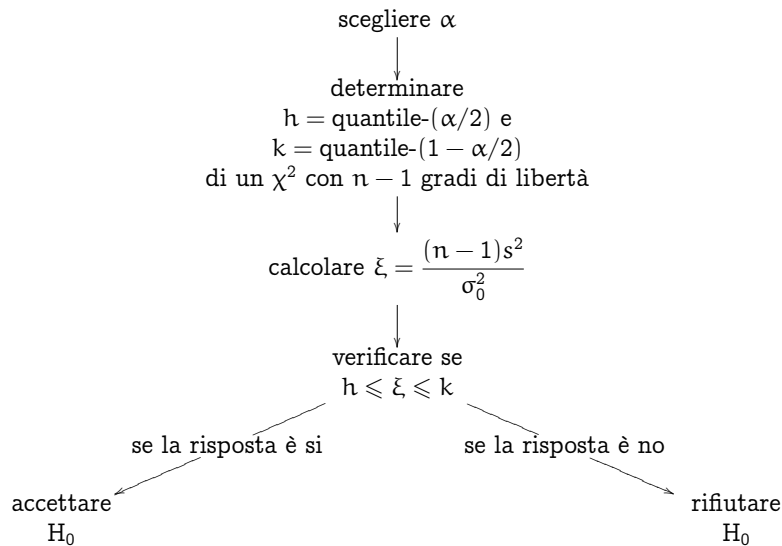 scegliere α
determinare
h = quantile-(α/2) e
k = quantile-(1 − α/2)
di un χ² con n − 1 gradi di libertà
calcolare ξ = (n − 1)s² / σ₀²
verificare se
h ⩽ ξ ⩽ k
se la risposta è si se la risposta è no
accettare rifiutare
H₀ H₀